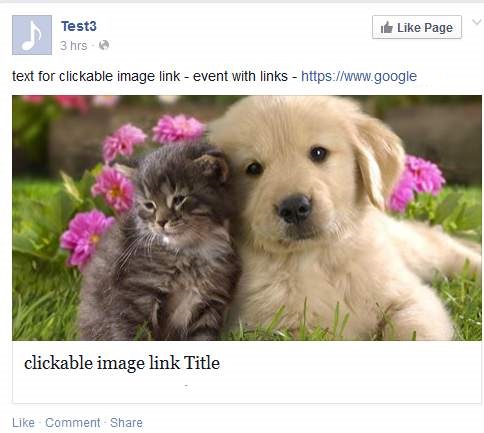 Test3
Like Page
3 hrs ·
text for clickable image link - event with links - https://www.google
clickable image link Title
Like · Comment · Share